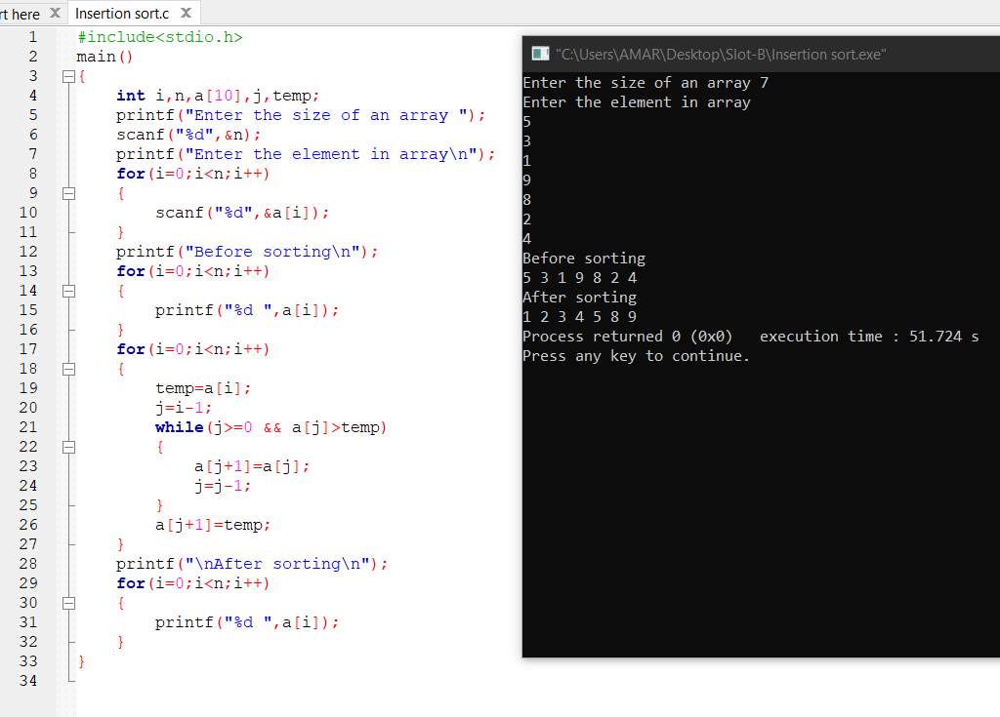 rt here X Insertion sort.c X
1 #include<stdio.h>
2 main()
3 {
4     int i,n,a[10],j,temp;
5     printf("Enter the size of an array ");
6     scanf("%d",&n);
7     printf("Enter the element in array\n");
8     for(i=0;i<n;i++)
9     {
10         scanf("%d",&a[i]);
11     }
12     printf("Before sorting\n");
13     for(i=0;i<n;i++)
14     {
15         printf("%d ",a[i]);
16     }
17     for(i=0;i<n;i++)
18     {
19         temp=a[i];
20         j=i-1;
21         while(j>=0 && a[j]>temp)
22         {
23             a[j+1]=a[j];
24             j=j-1;
25         }
26         a[j+1]=temp;
27     }
28     printf("\nAfter sorting\n");
29     for(i=0;i<n;i++)
30     {
31         printf("%d ",a[i]);
32     }
33 }
34
"C:\Users\AMAR\Desktop\Slot-B\Insertion sort.exe"
Enter the size of an array 7
Enter the element in array
5
3
1
9
8
2
4
Before sorting
5 3 1 9 8 2 4
After sorting
1 2 3 4 5 8 9
Process returned 0 (0x0)   execution time : 51.724 s
Press any key to continue.